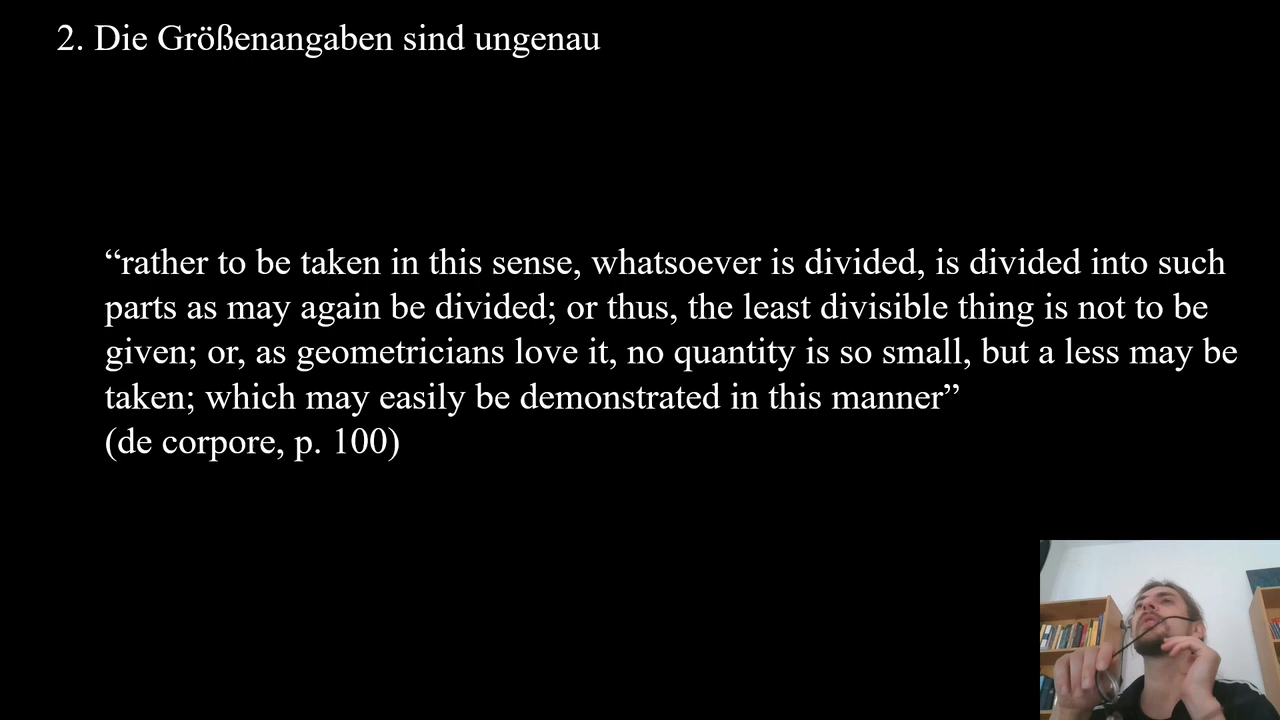 2. Die Größenangaben sind ungenau
“rather to be taken in this sense, whatsoever is divided, is divided into such
parts as may again be divided; or thus, the least divisible thing is not to be
given; or, as geometricians love it, no quantity is so small, but a less may be
taken; which may easily be demonstrated in this manner”
(de corpore, p. 100)